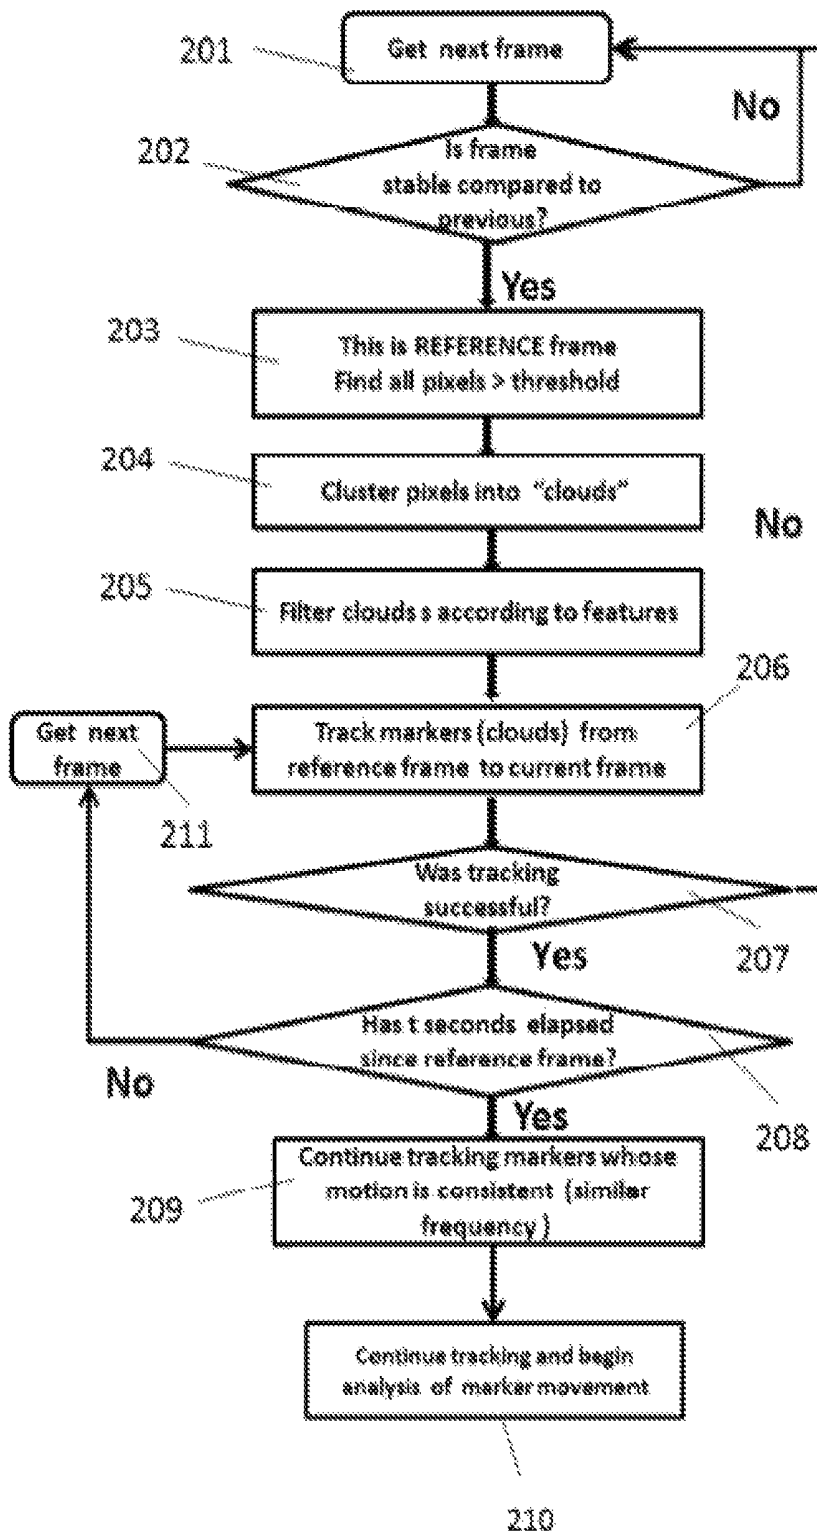 201
Get next frame
No
202
Is frame
stable compared to
previous?
Yes
203
This is REFERENCE frame
Find all pixels > threshold
204
Cluster pixels into "clouds"
No
205
Filter clouds s according to features
206
Get next
frame
Track markers (clouds) from
reference frame to current frame
211
Was tracking
successful?
207
Yes
Has t seconds elapsed
since reference frame?
No
Yes
208
209
Continue tracking markers whose
motion is consistent (similar
frequency)
Continue tracking and begin
analysis of marker movement
210